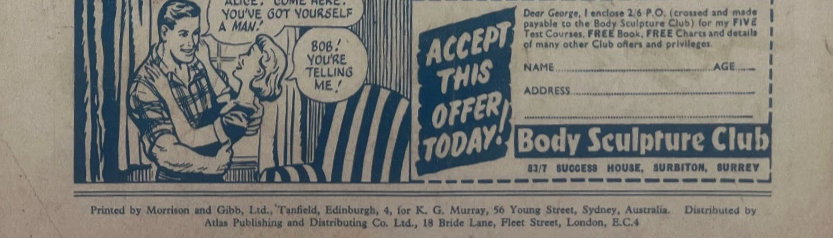 ALICE! COME HERE!
YOU'VE GOT YOURSELF
A MAN!
BOB!
YOU'RE
TELLING
ME!
ACCEPT
THIS
OFFER
TODAY!
Dear George, I enclose 2/6 P.O. (crossed and made
payable to the Body Sculpture Club) for my FIVE
Test Courses, FREE Book, FREE Charts and details
of many other Club offers and privileges.
NAME AGE
ADDRESS
Body Sculpture Club
83/7 SUCCESS HOUSE, SURBITON, SURREY
Printed by Morrison and Gibb, Ltd., Tanfield, Edinburgh, 4, for K. G. Murray, 56 Young Street, Sydney, Australia. Distributed by
Atlas Publishing and Distributing Co. Ltd., 18 Bride Lane, Fleet Street, London, E.C.4